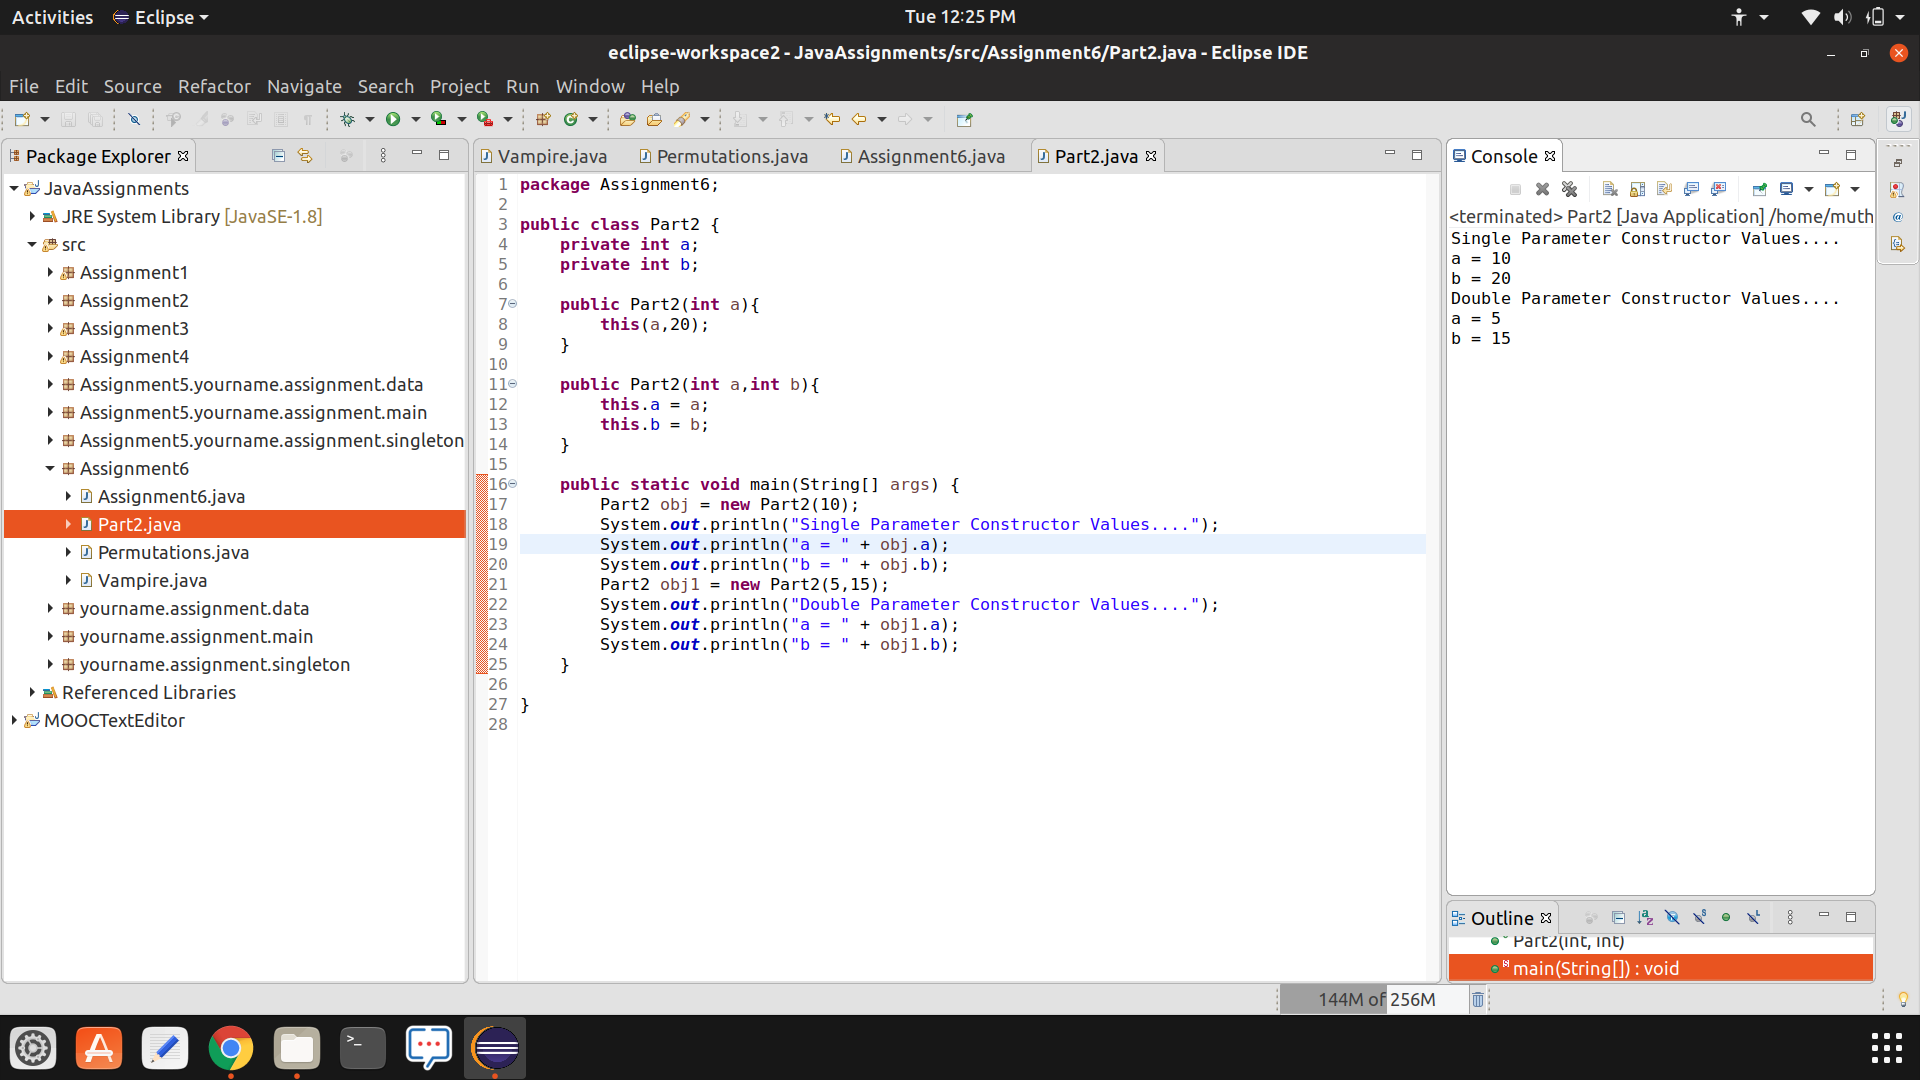 Activities Eclipse Tue 12:25 PM
eclipse-workspace2 - JavaAssignments/src/Assignment6/Part2.java - Eclipse IDE
File Edit Source Refactor Navigate Search Project Run Window Help
Package Explorer
JavaAssignments
JRE System Library [JavaSE-1.8]
src
Assignment1
Assignment2
Assignment3
Assignment4
Assignment5.yourname.assignment.data
Assignment5.yourname.assignment.main
Assignment5.yourname.assignment.singleton
Assignment6
Assignment6.java
Part2.java
Permutations.java
Vampire.java
yourname.assignment.data
yourname.assignment.main
yourname.assignment.singleton
Referenced Libraries
MOOCTextEditor
Vampire.java Permutations.java Assignment6.java Part2.java
1 package Assignment6;
2
3 public class Part2 {
4     private int a;
5     private int b;
6
7     public Part2(int a){
8         this(a,20);
9     }
10
11     public Part2(int a,int b){
12         this.a = a;
13         this.b = b;
14     }
15
16     public static void main(String[] args) {
17         Part2 obj = new Part2(10);
18         System.out.println("Single Parameter Constructor Values....");
19         System.out.println("a = " + obj.a);
20         System.out.println("b = " + obj.b);
21         Part2 obj1 = new Part2(5,15);
22         System.out.println("Double Parameter Constructor Values....");
23         System.out.println("a = " + obj1.a);
24         System.out.println("b = " + obj1.b);
25     }
26
27 }
28
Console
<terminated> Part2 [Java Application] /home/muth
Single Parameter Constructor Values....
a = 10
b = 20
Double Parameter Constructor Values....
a = 5
b = 15
Outline
Part2(int, int)
main(String[]) : void
144M of 256M